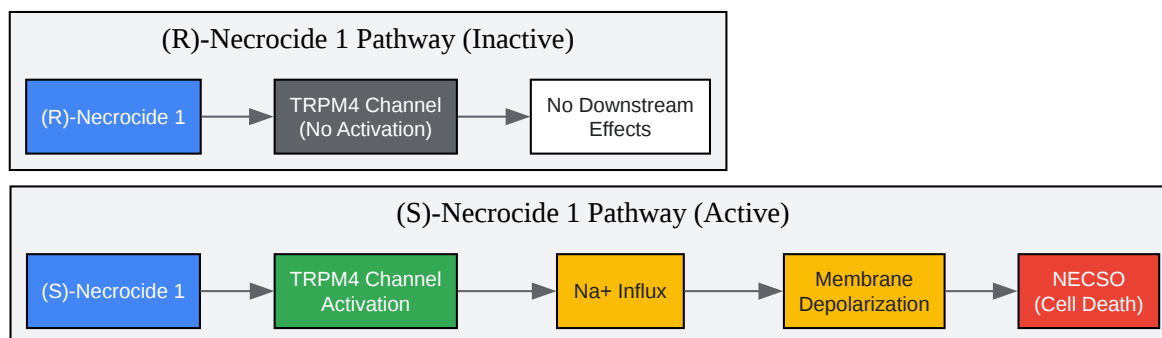 (R)-Necrocide 1 Pathway (Inactive)
(R)-Necrocide 1
TRPM4 Channel
(No Activation)
No Downstream
Effects
(S)-Necrocide 1 Pathway (Active)
(S)-Necrocide 1
TRPM4 Channel
Activation
Na+ Influx
Membrane
Depolarization
NECSO
(Cell Death)